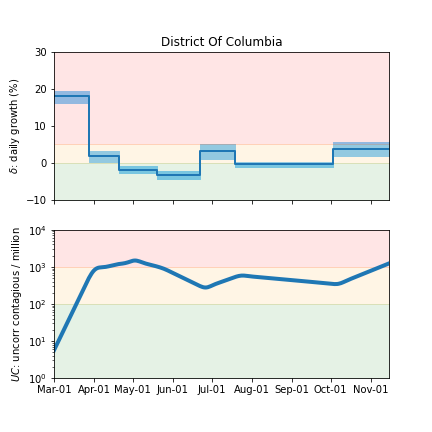 District Of Columbia
δ: daily growth (%)
30
20
10
0
−10
UC: uncorr contagious / million
10⁴
10³
10²
10¹
10⁰
Mar-01 Apr-01 May-01 Jun-01 Jul-01 Aug-01 Sep-01 Oct-01 Nov-01